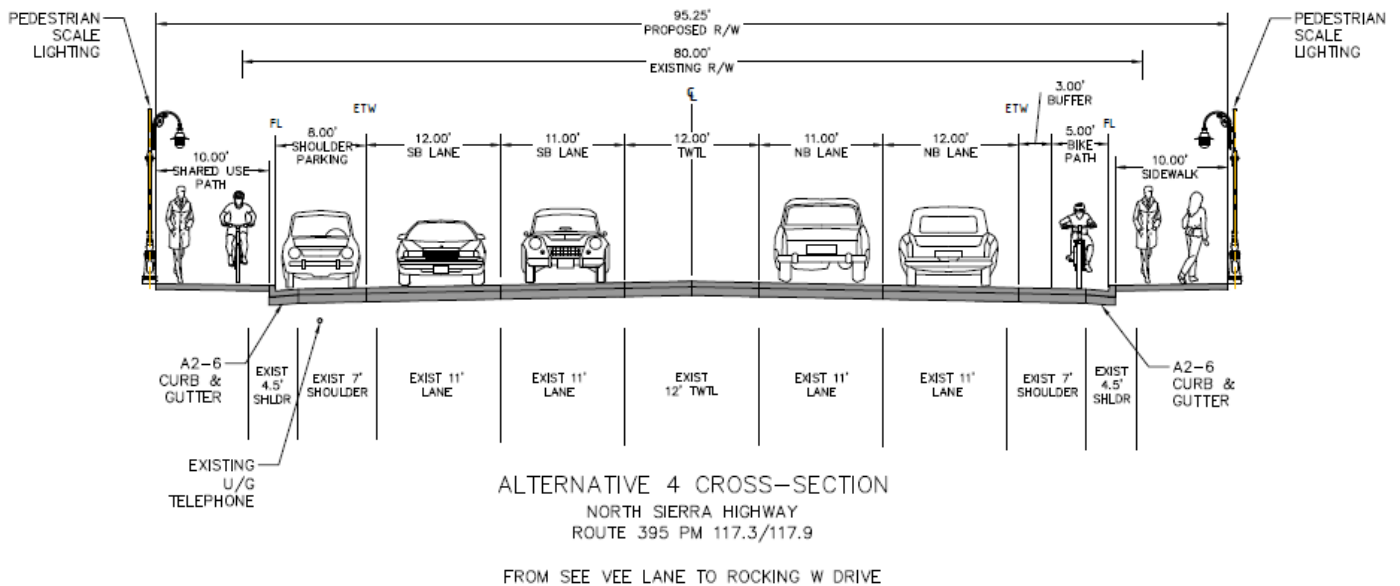 95.25'
PROPOSED R/W
80.00'
EXISTING R/W
PEDESTRIAN
SCALE
LIGHTING
PEDESTRIAN
SCALE
LIGHTING
FL
ETW
℄
ETW
3.00'
BUFFER
FL
10.00'
SHARED USE
PATH
8.00'
SHOULDER
PARKING
12.00'
SB LANE
11.00'
SB LANE
12.00'
TWTL
11.00'
NB LANE
12.00'
NB LANE
5.00'
BIKE
PATH
10.00'
SIDEWALK
A2-6
CURB &
GUTTER
EXIST
4.5'
SHLDR
EXIST 7'
SHOULDER
EXIST 11'
LANE
EXIST 11'
LANE
EXIST
12' TWTL
EXIST 11'
LANE
EXIST 11'
LANE
EXIST 7'
SHOULDER
EXIST
4.5'
SHLDR
A2-6
CURB &
GUTTER
EXISTING
U/G
TELEPHONE
ALTERNATIVE 4 CROSS-SECTION
NORTH SIERRA HIGHWAY
ROUTE 395 PM 117.3/117.9
FROM SEE VEE LANE TO ROCKING W DRIVE